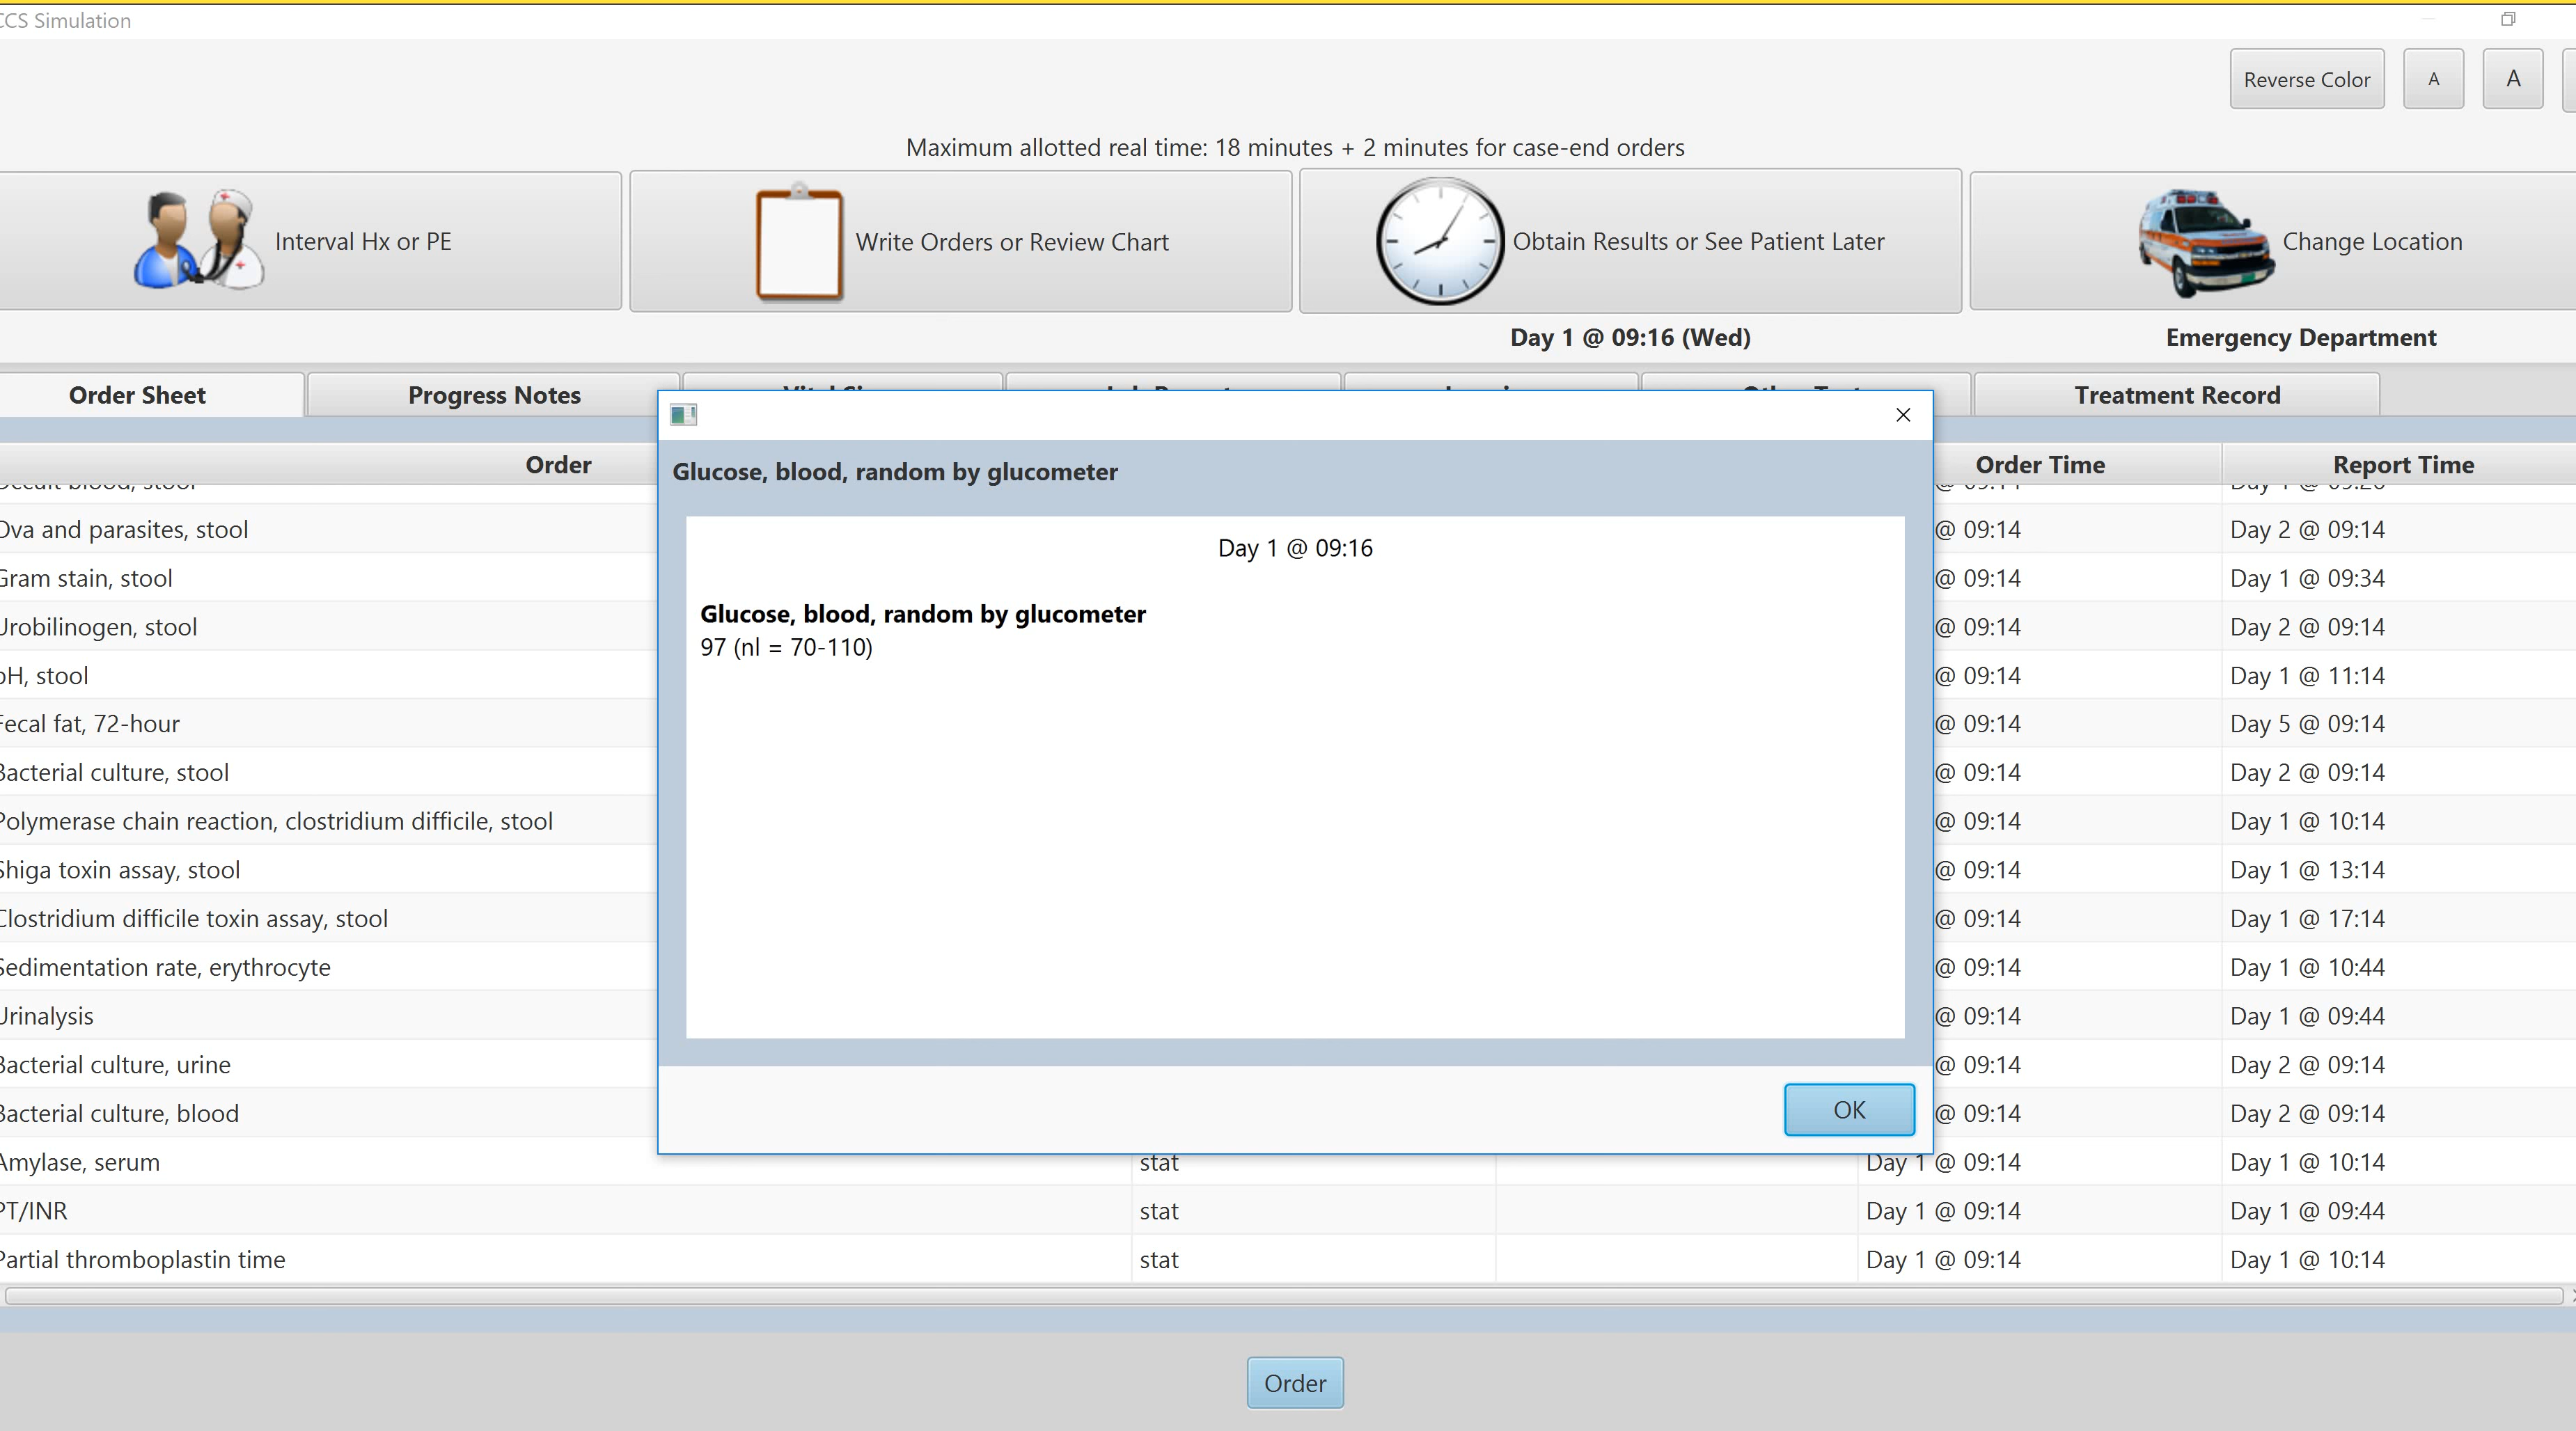 CCS Simulation
Reverse Color
A
A
Maximum allotted real time: 18 minutes + 2 minutes for case-end orders
Interval Hx or PE
Write Orders or Review Chart
Obtain Results or See Patient Later
Change Location
Day 1 @ 09:16 (Wed)
Emergency Department
Order Sheet
Progress Notes
Treatment Record
Order
Order Time
Report Time
Glucose, blood, random by glucometer
Day 1 @ 09:16
Glucose, blood, random by glucometer
97 (nl = 70-110)
OK
Ova and parasites, stool @ 09:14 Day 2 @ 09:14
Gram stain, stool @ 09:14 Day 1 @ 09:34
Urobilinogen, stool @ 09:14 Day 2 @ 09:14
pH, stool @ 09:14 Day 1 @ 11:14
Fecal fat, 72-hour @ 09:14 Day 5 @ 09:14
Bacterial culture, stool @ 09:14 Day 2 @ 09:14
Polymerase chain reaction, clostridium difficile, stool @ 09:14 Day 1 @ 10:14
Shiga toxin assay, stool @ 09:14 Day 1 @ 13:14
Clostridium difficile toxin assay, stool @ 09:14 Day 1 @ 17:14
Sedimentation rate, erythrocyte @ 09:14 Day 1 @ 10:44
Urinalysis @ 09:14 Day 1 @ 09:44
Bacterial culture, urine @ 09:14 Day 2 @ 09:14
Bacterial culture, blood @ 09:14 Day 2 @ 09:14
Amylase, serum stat Day 1 @ 09:14 Day 1 @ 10:14
PT/INR stat Day 1 @ 09:14 Day 1 @ 09:44
Partial thromboplastin time stat Day 1 @ 09:14 Day 1 @ 10:14
Order